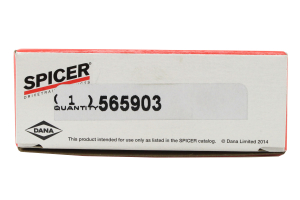 SPICER
( 1 ) 565903
QUANTITY
DANA
This product intended for use only as listed in the SPICER catalog.
© Dana Limited 2014